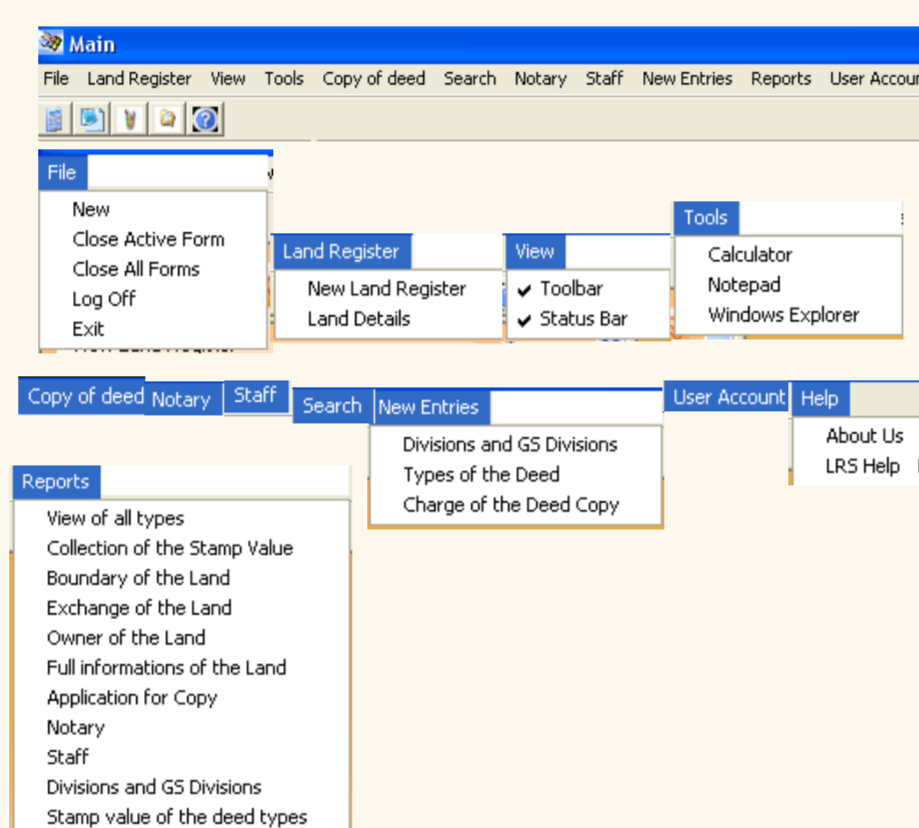 Main
File Land Register View Tools Copy of deed Search Notary Staff New Entries Reports User Accour
File
New
Close Active Form
Close All Forms
Log Off
Exit
Land Register
New Land Register
Land Details
View
Toolbar
Status Bar
Tools
Calculator
Notepad
Windows Explorer
Copy of deed
Notary
Staff
Search
New Entries
Divisions and GS Divisions
Types of the Deed
Charge of the Deed Copy
User Account
Help
About Us
LRS Help
Reports
View of all types
Collection of the Stamp Value
Boundary of the Land
Exchange of the Land
Owner of the Land
Full informations of the Land
Application for Copy
Notary
Staff
Divisions and GS Divisions
Stamp value of the deed types